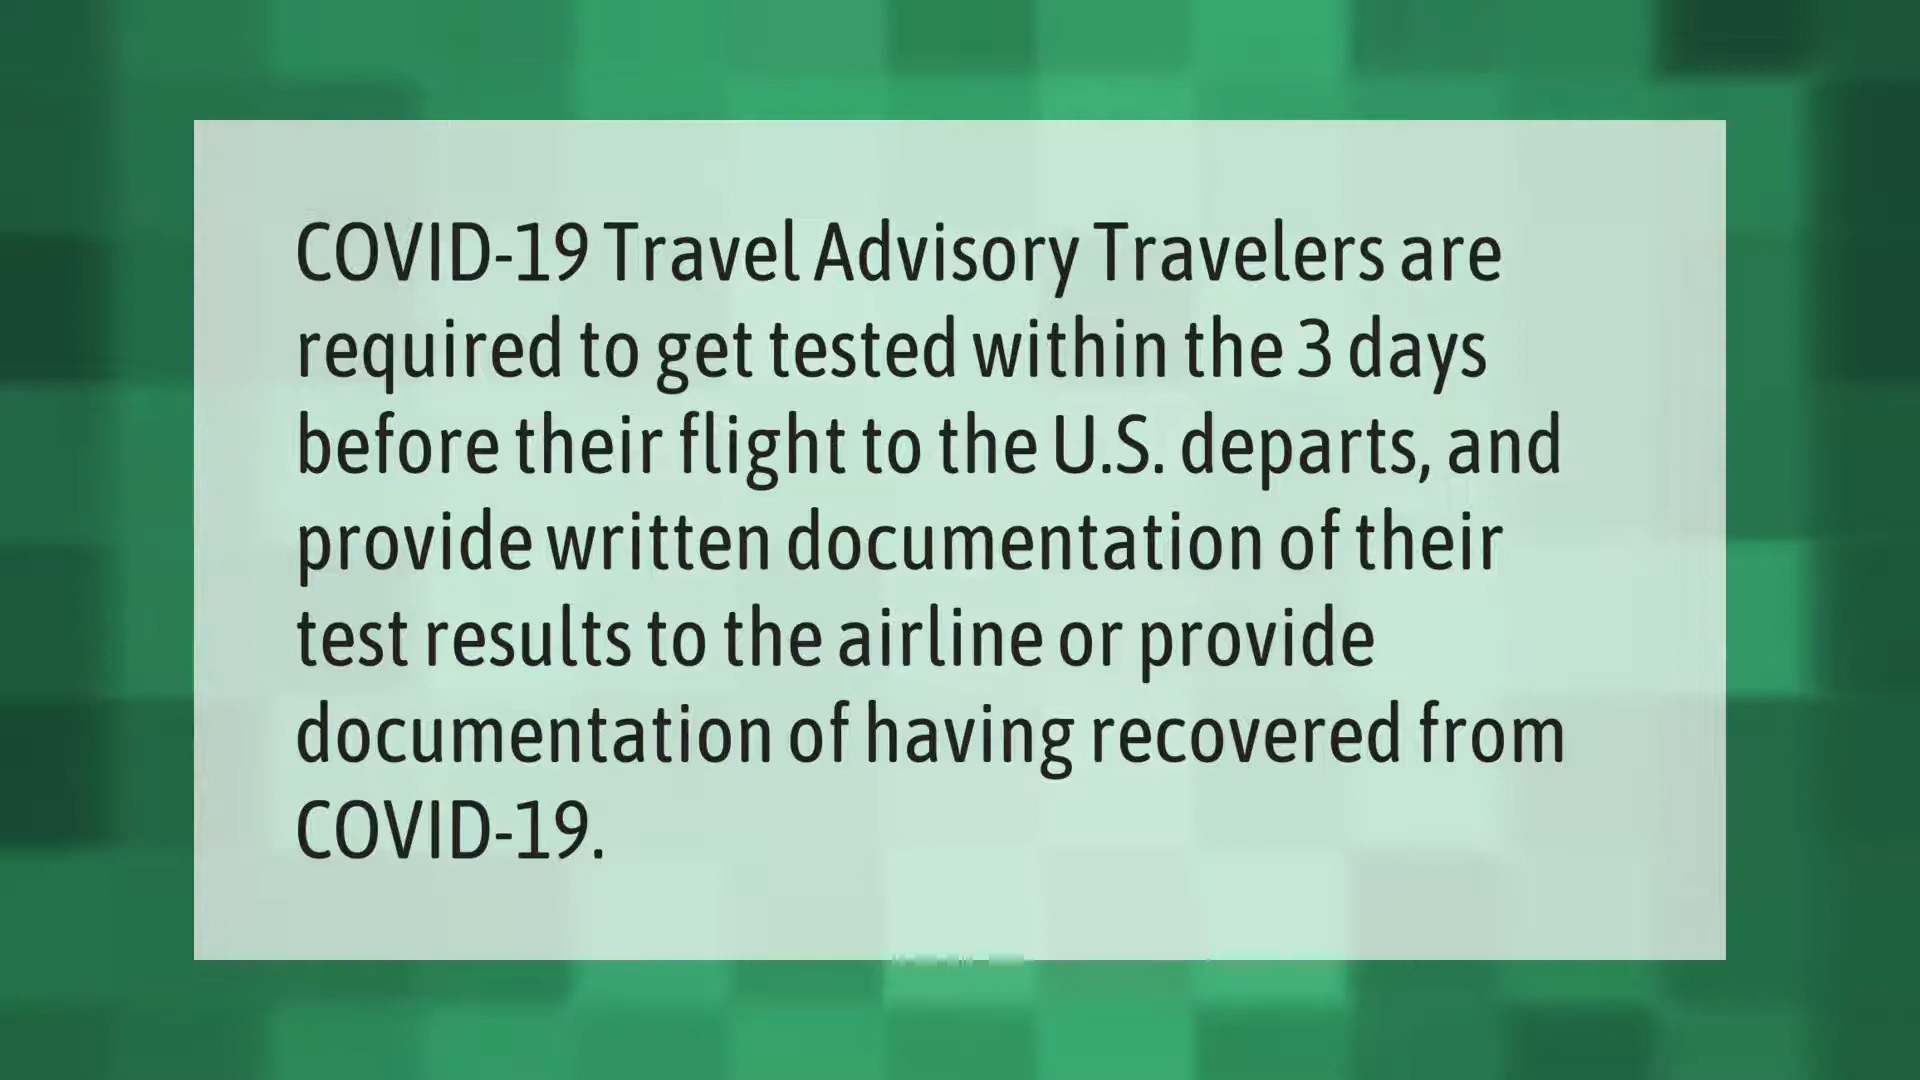 COVID-19 Travel Advisory Travelers are
required to get tested within the 3 days
before their flight to the U.S. departs, and
provide written documentation of their
test results to the airline or provide
documentation of having recovered from
COVID-19.